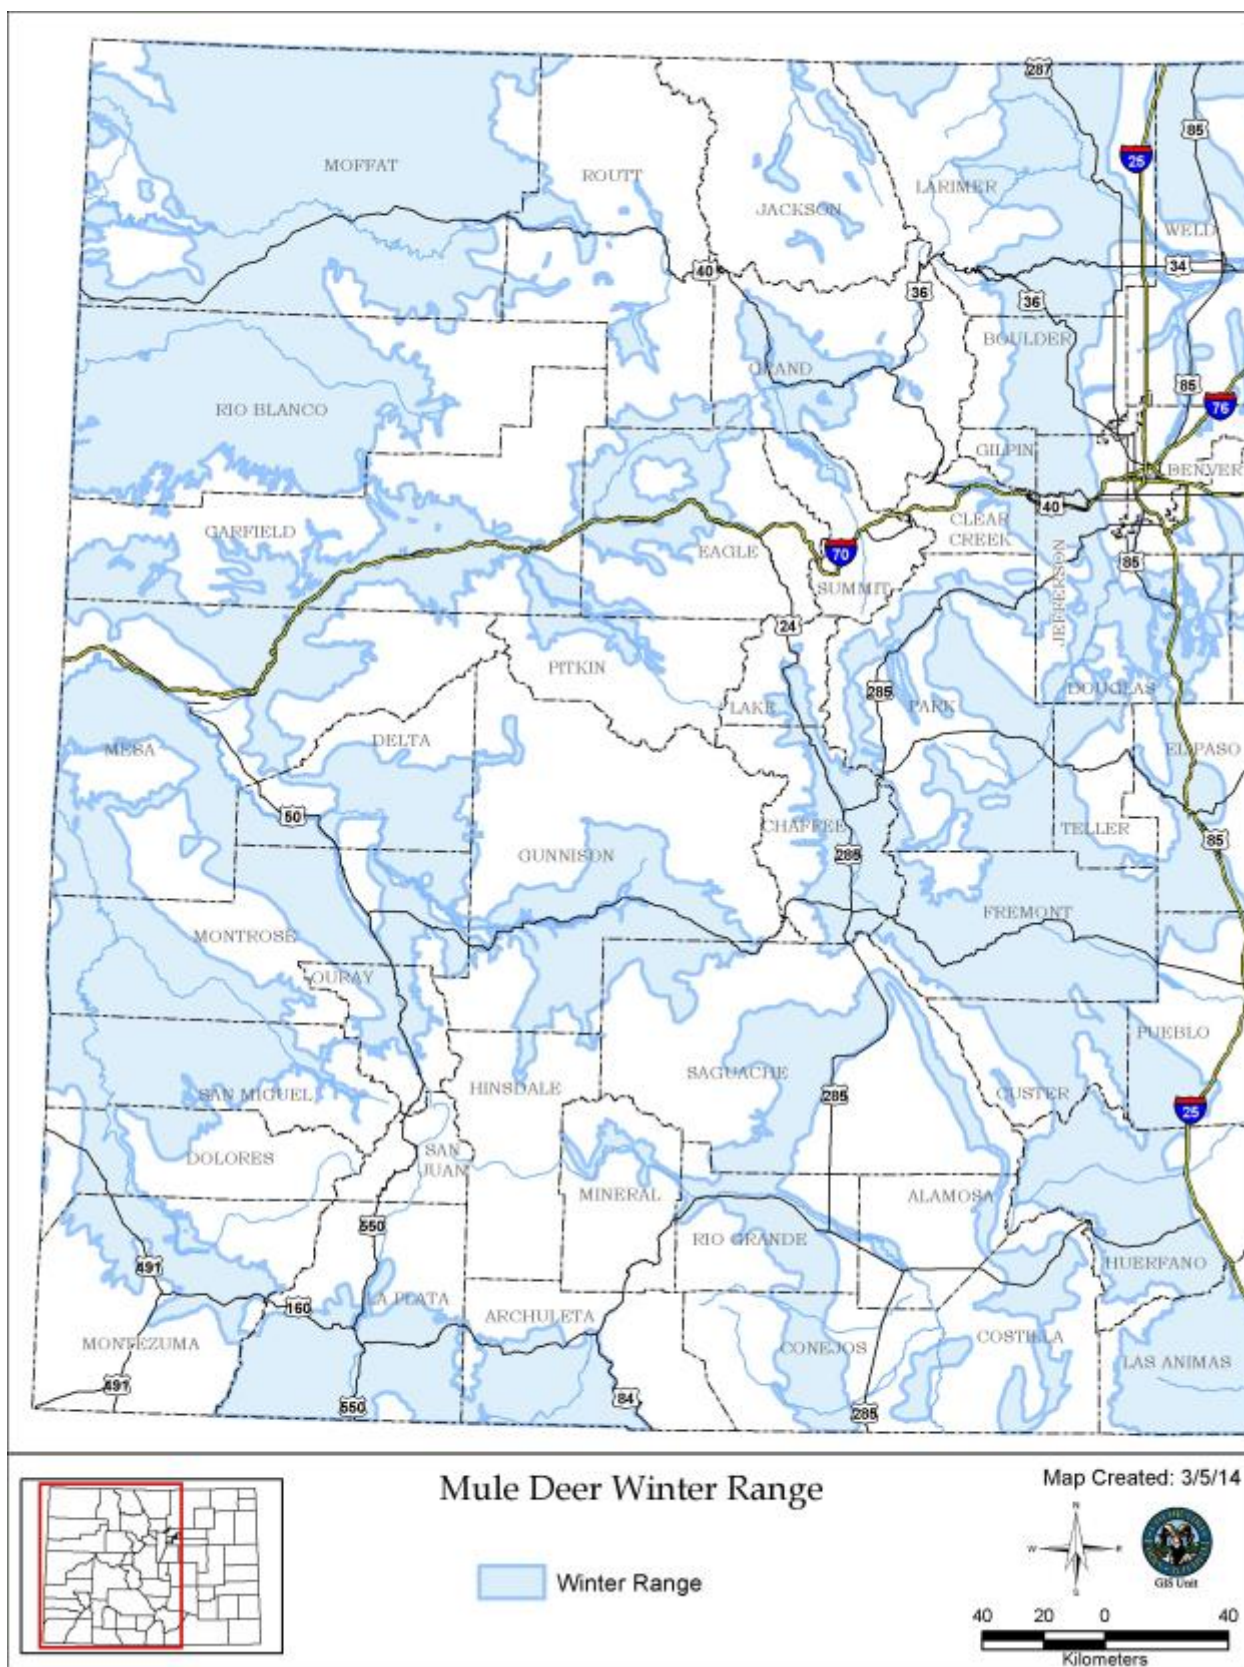 287
85
25
MOFFAT
ROUTT
LARIMER
JACKSON
WELD
40
34
36
36
BOULDER
GRAND
85
76
RIO BLANCO
GILPIN
DENVER
40
GARFIELD
CLEAR
CREEK
EAGLE
70
85
JEFFERSON
SUMMIT
24
PITKIN
285
DOUGLAS
LAKE
PARK
DELTA
MESA
EL PASO
50
CHAFFEE
TELLER
85
GUNNISON
285
FREMONT
MONTROSE
OURAY
PUEBLO
SAGUACHE
HINSDALE
SAN MIGUEL
CUSTER
285
25
SAN
JUAN
DOLORES
MINERAL
ALAMOSA
550
RIO GRANDE
491
HUERFANO
LA PLATA
160
ARCHULETA
MONTEZUMA
CONEJOS
COSTILLA
LAS ANIMAS
491
84
550
285
Mule Deer Winter Range
Map Created: 3/5/14
N
W
E
S
GIS Unit
Winter Range
40 20 0 40
Kilometers